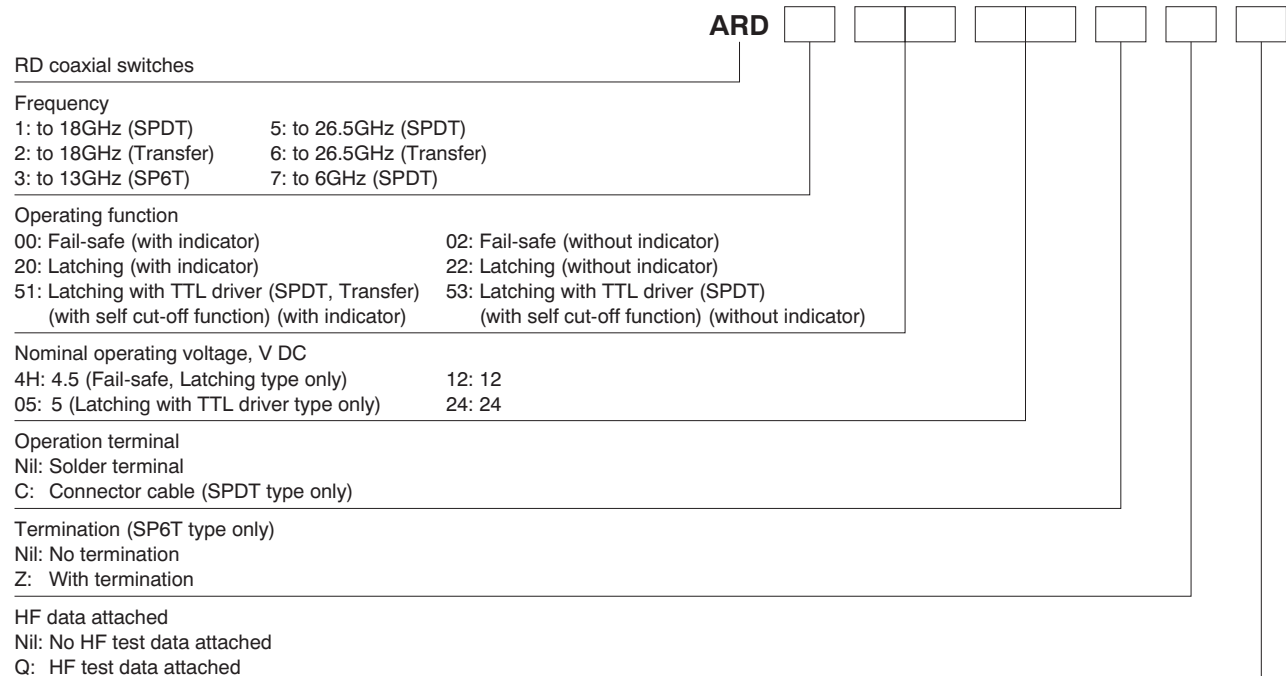 ARD
RD coaxial switches
Frequency
1: to 18GHz (SPDT) 5: to 26.5GHz (SPDT)
2: to 18GHz (Transfer) 6: to 26.5GHz (Transfer)
3: to 13GHz (SP6T) 7: to 6GHz (SPDT)
Operating function
00: Fail-safe (with indicator) 02: Fail-safe (without indicator)
20: Latching (with indicator) 22: Latching (without indicator)
51: Latching with TTL driver (SPDT, Transfer) 53: Latching with TTL driver (SPDT)
(with self cut-off function) (with indicator) (with self cut-off function) (without indicator)
Nominal operating voltage, V DC
4H: 4.5 (Fail-safe, Latching type only) 12: 12
05: 5 (Latching with TTL driver type only) 24: 24
Operation terminal
Nil: Solder terminal
C: Connector cable (SPDT type only)
Termination (SP6T type only)
Nil: No termination
Z: With termination
HF data attached
Nil: No HF test data attached
Q: HF test data attached